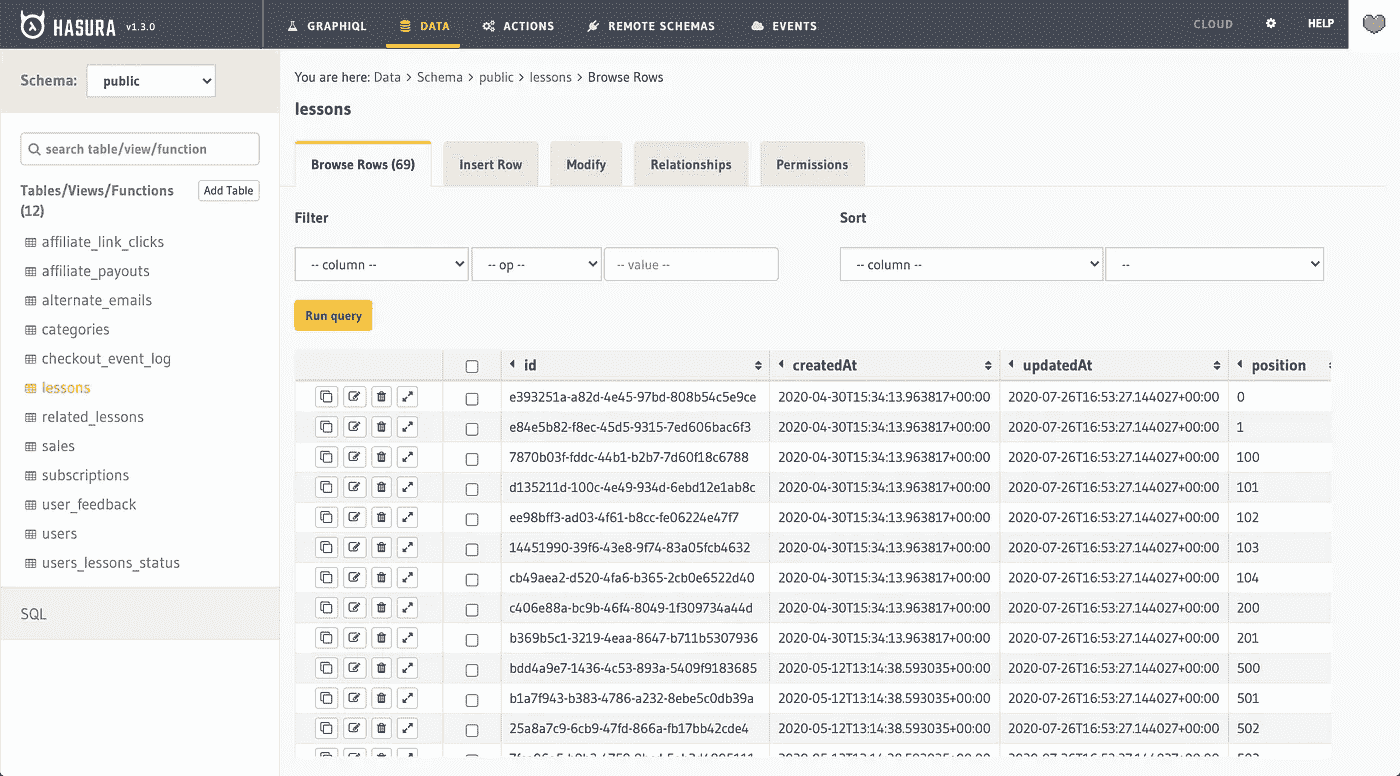 HASURA v1.3.0 GRAPHIQL DATA ACTIONS REMOTE SCHEMAS EVENTS CLOUD HELP
Schema: public
You are here: Data > Schema > public > lessons > Browse Rows
lessons
search table/view/function
Browse Rows (69) Insert Row Modify Relationships Permissions
Tables/Views/Functions
(12)
Add Table
affiliate_link_clicks
affiliate_payouts
alternate_emails
categories
checkout_event_log
lessons
related_lessons
sales
subscriptions
user_feedback
users
users_lessons_status
SQL
Filter Sort
-- column -- -- op -- -- value -- -- column -- --
Run query
id createdAt updatedAt position
e393251a-a82d-4e45-97bd-808b54c5e9ce 2020-04-30T15:34:13.963817+00:00 2020-07-26T16:53:27.144027+00:00 0
e84e5b82-f8ec-45d5-9315-7ed606bac6f3 2020-04-30T15:34:13.963817+00:00 2020-07-26T16:53:27.144027+00:00 1
7870b03f-fddc-44b1-b2b7-7d60f18c6788 2020-04-30T15:34:13.963817+00:00 2020-07-26T16:53:27.144027+00:00 100
d135211d-100c-4e49-934d-6ebd12e1ab8c 2020-04-30T15:34:13.963817+00:00 2020-07-26T16:53:27.144027+00:00 101
ee98bff3-ad03-4f61-b8cc-fe06224e47f7 2020-04-30T15:34:13.963817+00:00 2020-07-26T16:53:27.144027+00:00 102
14451990-39f6-43e8-9f74-83a05fcb4632 2020-04-30T15:34:13.963817+00:00 2020-07-26T16:53:27.144027+00:00 103
cb49aea2-d520-4fa6-b365-2cb0e6522d40 2020-04-30T15:34:13.963817+00:00 2020-07-26T16:53:27.144027+00:00 104
c406e88a-bc9b-46f4-8049-1f309734a44d 2020-04-30T15:34:13.963817+00:00 2020-07-26T16:53:27.144027+00:00 200
b369b5c1-3219-4eaa-8647-b711b5307936 2020-04-30T15:34:13.963817+00:00 2020-07-26T16:53:27.144027+00:00 201
bdd4a9e7-1436-4c53-893a-5409f9183685 2020-05-12T13:14:38.593035+00:00 2020-07-26T16:53:27.144027+00:00 500
b1a7f943-b383-4786-a232-8ebe5c0db39a 2020-05-12T13:14:38.593035+00:00 2020-07-26T16:53:27.144027+00:00 501
25a8a7c9-6cb9-47fd-866a-fb17bb42cde4 2020-05-12T13:14:38.593035+00:00 2020-07-26T16:53:27.144027+00:00 502